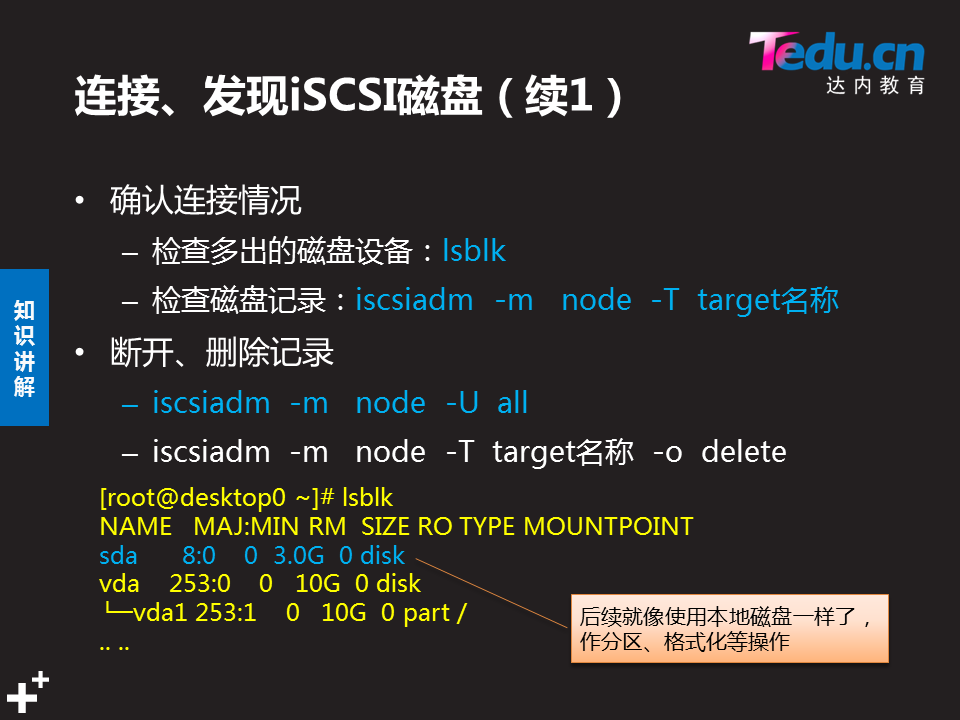 Tedu.cn
达内教育
连接、发现iSCSI磁盘（续1）
• 确认连接情况
– 检查多出的磁盘设备：lsblk
– 检查磁盘记录：iscsiadm -m node -T target名称
知识讲解
• 断开、删除记录
– iscsiadm -m node -U all
– iscsiadm -m node -T target名称 -o delete
[root@desktop0 ~]# lsblk
NAME MAJ:MIN RM SIZE RO TYPE MOUNTPOINT
sda 8:0 0 3.0G 0 disk
vda 253:0 0 10G 0 disk
└─vda1 253:1 0 10G 0 part /
.. ..
后续就像使用本地磁盘一样了，
作分区、格式化等操作